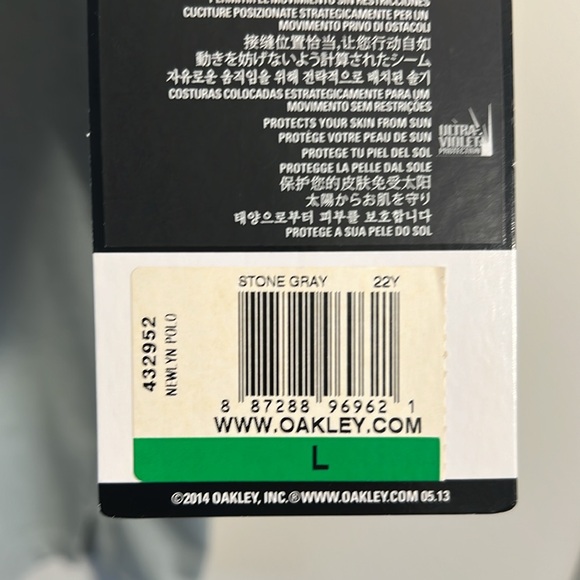 PERMITTE IL MOVIMENTO SIN RESTRICCIONES
CUCITURE POSIZIONATE STRATEGICAMENTE PER UN
MOVIMENTO PRIVO DI OSTACOLI
接缝位置恰当,让您行动自如
動きを妨げないよう計算されたシーム
자유로운 움직임을 위해 전략적으로 배치된 솔기
COSTURAS COLOCADAS ESTRATEGICAMENTE PARA UM
MOVIMENTO SEM RESTRIÇÕES
PROTECTS YOUR SKIN FROM SUN
PROTÈGE VOTRE PEAU DE SUN
PROTEGE TU PIEL DEL SOL
PROTEGGE LA PELLE DAL SOLE
保护您的皮肤免受太阳
太陽からお肌を守り
태양으로부터 피부를 보호합니다
PROTEGE A SUA PELE DO SOL
ULTRA-
VIOLET
PROTECTION
STONE GRAY 22Y
432952
NEWLYN POLO
8 87288 96962 1
WWW.OAKLEY.COM
L
©2014 OAKLEY, INC.®WWW.OAKLEY.COM 05.13